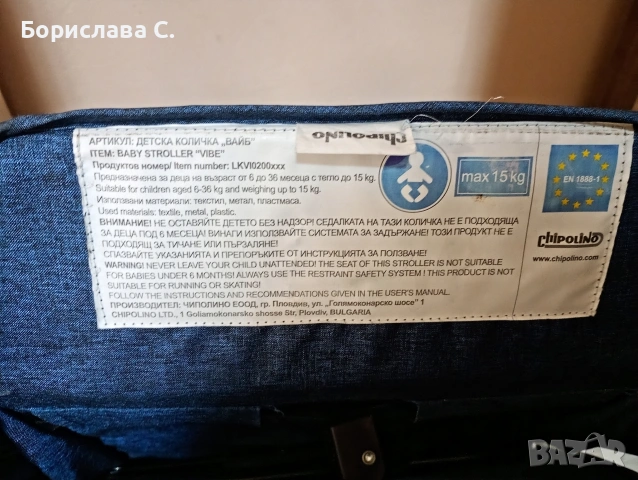 Борислава С.
АРТИКУЛ: ДЕТСКА КОЛИЧКА „ВАЙБ“
ITEM: BABY STROLLER "VIBE"
Продуктов номер/ Item number: LKVI0200xxx
Предназначена за деца на възраст от 6 до 36 месеца с тегло до 15 kg.
Suitable for children aged 6-36 kg and weighing up to 15 kg.
Използвани материали: текстил, метал, пластмаса.
Used materials: textile, metal, plastic.
ВНИМАНИЕ! НЕ ОСТАВЯЙТЕ ДЕТЕТО БЕЗ НАДЗОР! СЕДАЛКАТА НА ТАЗИ КОЛИЧКА НЕ Е ПОДХОДЯЩА
ЗА ДЕЦА ПОД 6 МЕСЕЦА! ВИНАГИ ИЗПОЛЗВАЙТЕ СИСТЕМАТА ЗА ЗАДЪРЖАНЕ! ТОЗИ ПРОДУКТ НЕ Е
ПОДХОДЯЩ ЗА ТИЧАНЕ ИЛИ ПЪРЗАЛЯНЕ!
СПАЗВАЙТЕ УКАЗАНИЯТА И ПРЕПОРЪКИТЕ ОТ ИНСТРУКЦИЯТА ЗА ПОЛЗВАНЕ!
WARNING! NEVER LEAVE YOUR CHILD UNATTENDED! THE SEAT OF THIS STROLLER IS NOT SUITABLE
FOR BABIES UNDER 6 MONTHS! ALWAYS USE THE RESTRAINT SAFETY SYSTEM ! THIS PRODUCT IS NOT
SUITABLE FOR RUNNING OR SKATING!
FOLLOW THE INSTRUCTIONS AND RECOMMENDATIONS GIVEN IN THE USER'S MANUAL.
ПРОИЗВОДИТЕЛ: ЧИПОЛИНО ЕООД, гр. Пловдив, ул. „Голямоконарско шосе“ 1
CHIPOLINO LTD., 1 Goliamokonarsko shosse Str, Plovdiv, BULGARIA
chipolino
max 15 kg
EN 1888-1
CHIPOLINO
www.chipolino.com
BAZAR